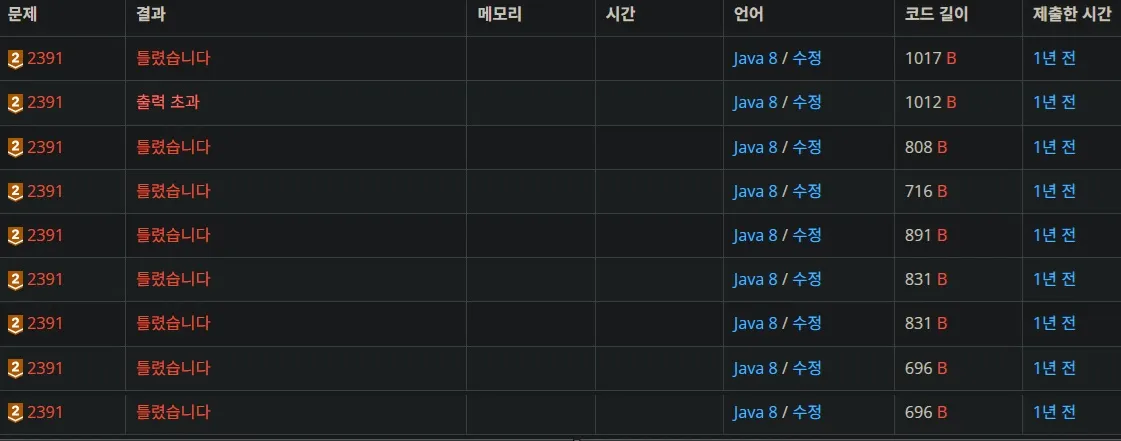 문제 결과 메모리 시간 언어 코드 길이 제출한 시간
2 2391 틀렸습니다 Java 8 / 수정 1017 B 1년 전
2 2391 출력 초과 Java 8 / 수정 1012 B 1년 전
2 2391 틀렸습니다 Java 8 / 수정 808 B 1년 전
2 2391 틀렸습니다 Java 8 / 수정 716 B 1년 전
2 2391 틀렸습니다 Java 8 / 수정 891 B 1년 전
2 2391 틀렸습니다 Java 8 / 수정 831 B 1년 전
2 2391 틀렸습니다 Java 8 / 수정 831 B 1년 전
2 2391 틀렸습니다 Java 8 / 수정 696 B 1년 전
2 2391 틀렸습니다 Java 8 / 수정 696 B 1년 전